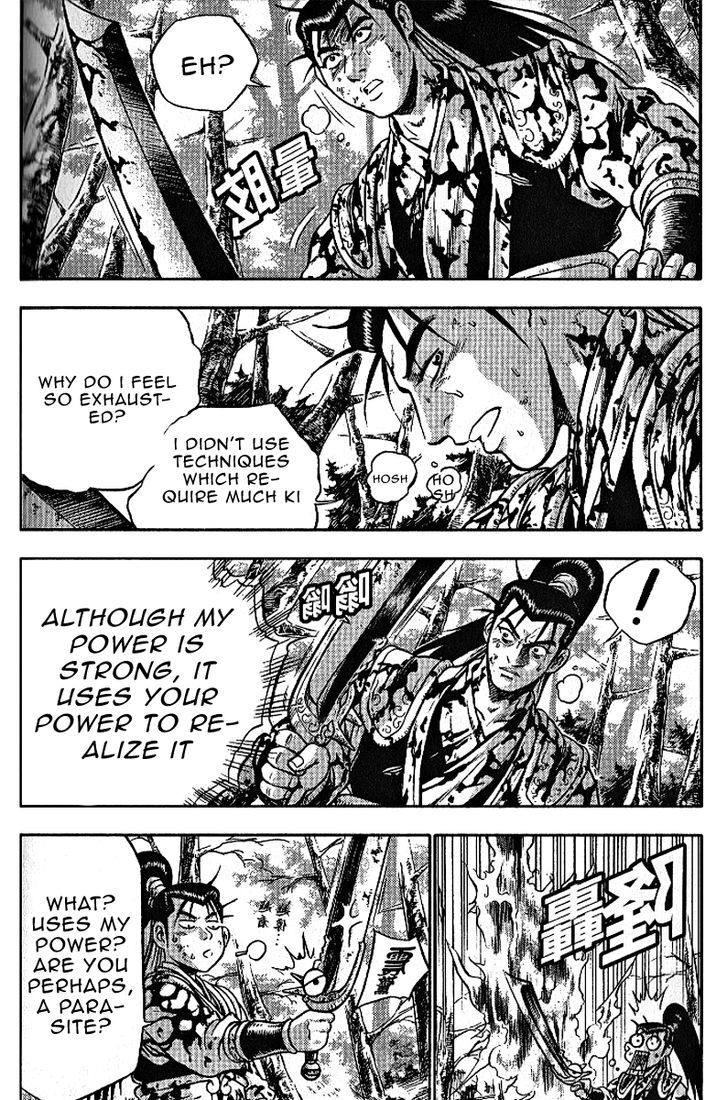 EH?
WHY DO I FEEL
SO EXHAUST-
ED?
I DIDN'T USE
TECHNIQUES
WHICH RE-
QUIRE MUCH KI
HOSH
HO
SH
!
ALTHOUGH MY
POWER IS
STRONG, IT
USES YOUR
POWER TO RE-
ALIZE IT
WHAT?
USES MY
POWER?
ARE YOU
PERHAPS,
A PARA-
SITE?